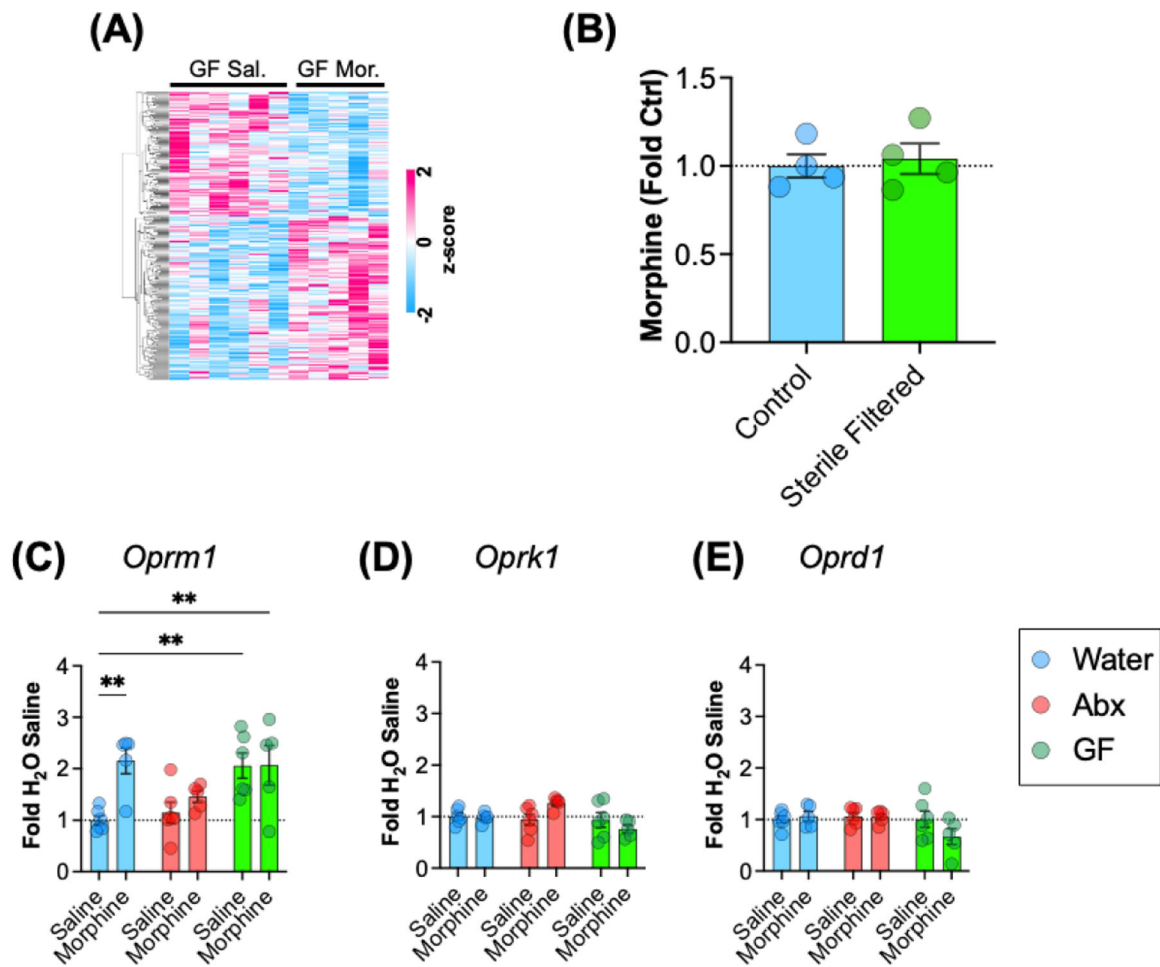 (A)
GF Sal. GF Mor.
2
0
-2
z-score
(B)
Morphine (Fold Ctrl)
1.5
1.0
0.5
0.0
Control
Sterile Filtered
(C) Oprm1
**
**
**
Fold H₂O Saline
4
3
2
1
0
Saline
Morphine
Saline
Morphine
Saline
Morphine
(D) Oprk1
Fold H₂O Saline
4
3
2
1
0
Saline
Morphine
Saline
Morphine
Saline
Morphine
(E) Oprd1
Fold H₂O Saline
4
3
2
1
0
Saline
Morphine
Saline
Morphine
Saline
Morphine
Water
Abx
GF